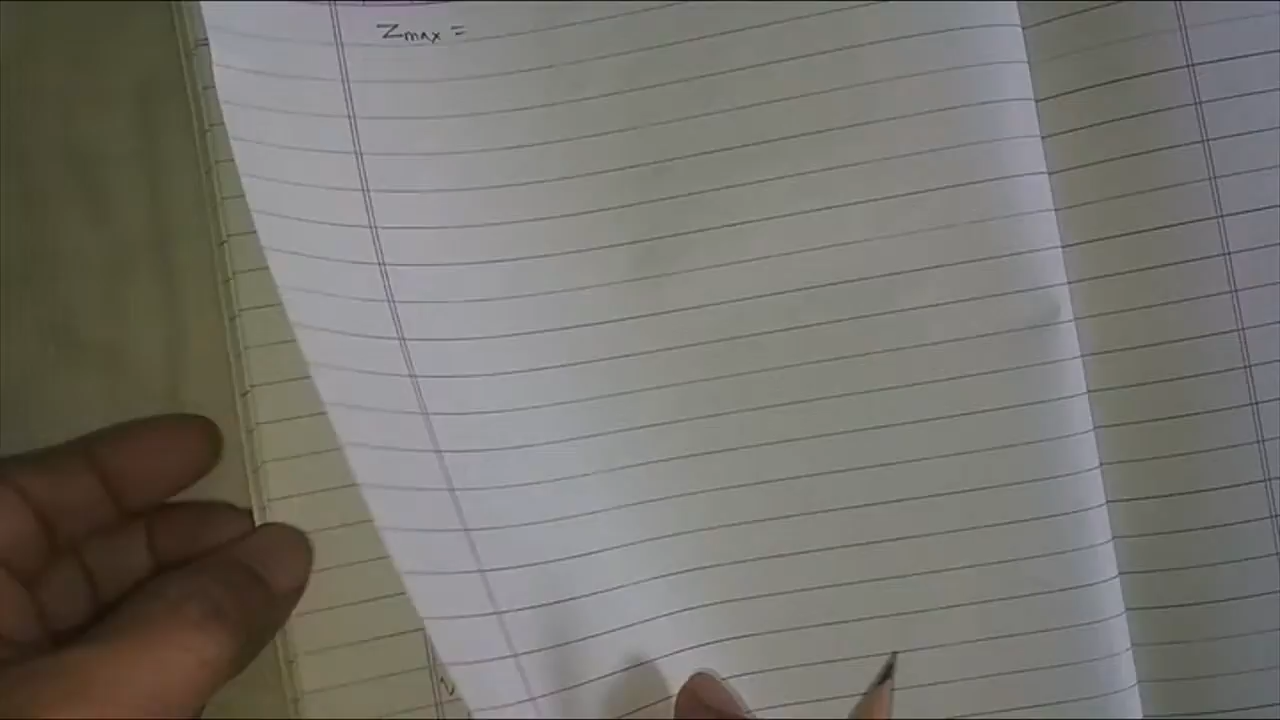 Zmax =